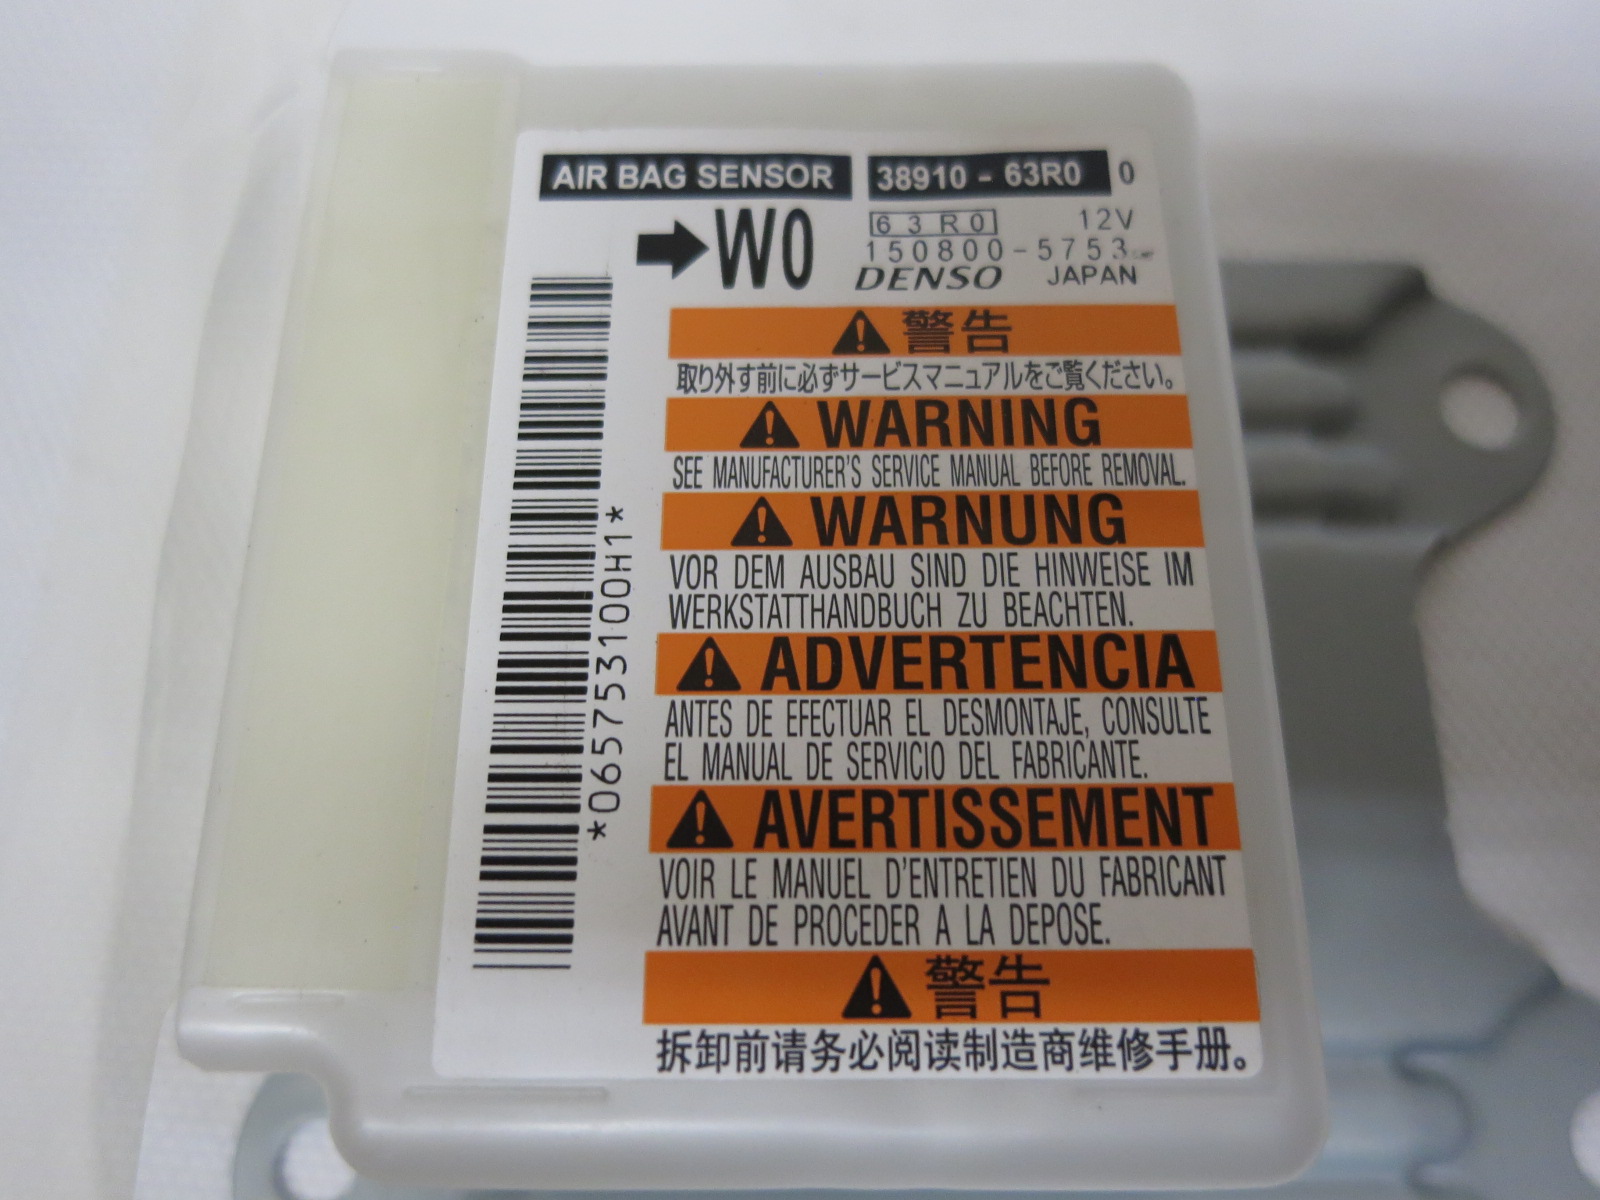 AIR BAG SENSOR 38910 - 63R0 0
W0
63R0 12V
150800-5753
DENSO JAPAN
*065753100H1*
警告
取り外す前に必ずサービスマニュアルをご覧ください。
WARNING
SEE MANUFACTURER'S SERVICE MANUAL BEFORE REMOVAL.
WARNUNG
VOR DEM AUSBAU SIND DIE HINWEISE IM
WERKSTATTHANDBUCH ZU BEACHTEN.
ADVERTENCIA
ANTES DE EFECTUAR EL DESMONTAJE, CONSULTE
EL MANUAL DE SERVICIO DEL FABRICANTE.
AVERTISSEMENT
VOIR LE MANUEL D'ENTRETIEN DU FABRICANT
AVANT DE PROCEDER A LA DEPOSE.
警告
拆卸前请务必阅读制造商维修手册。